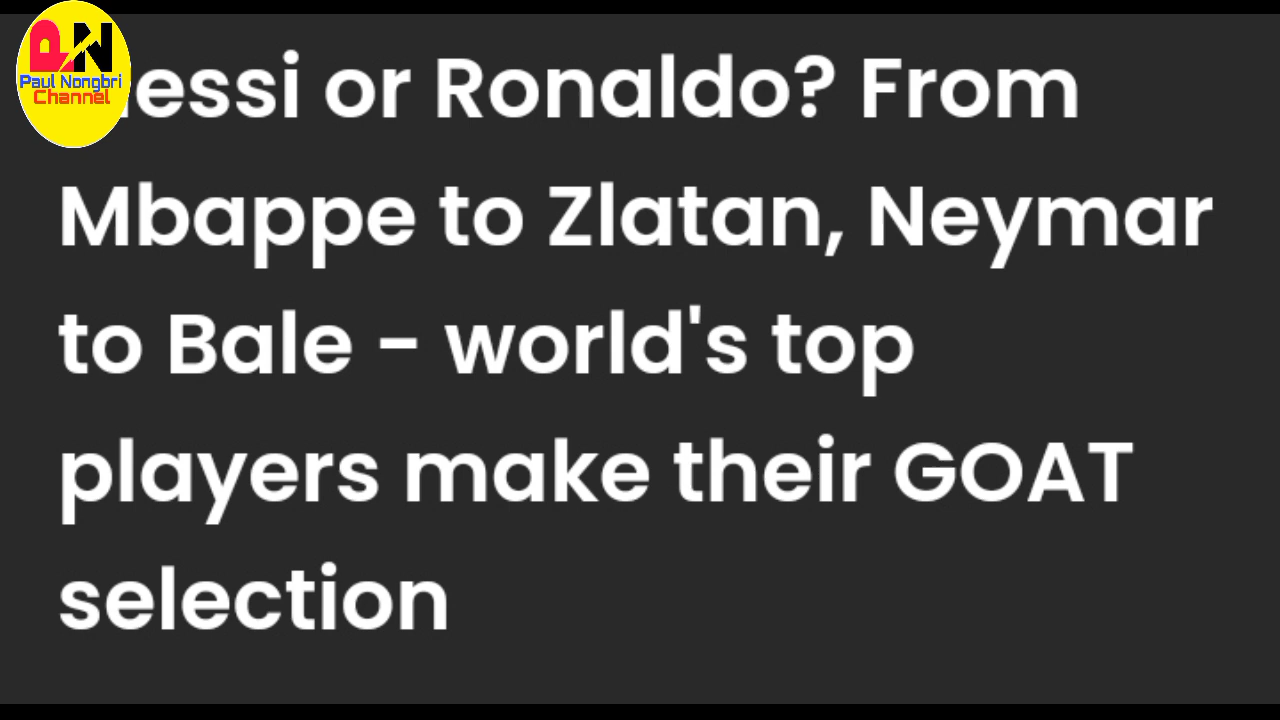 PN
Paul Nongbri
Channel
essi or Ronaldo? From
Mbappe to Zlatan, Neymar
to Bale - world's top
players make their GOAT
selection